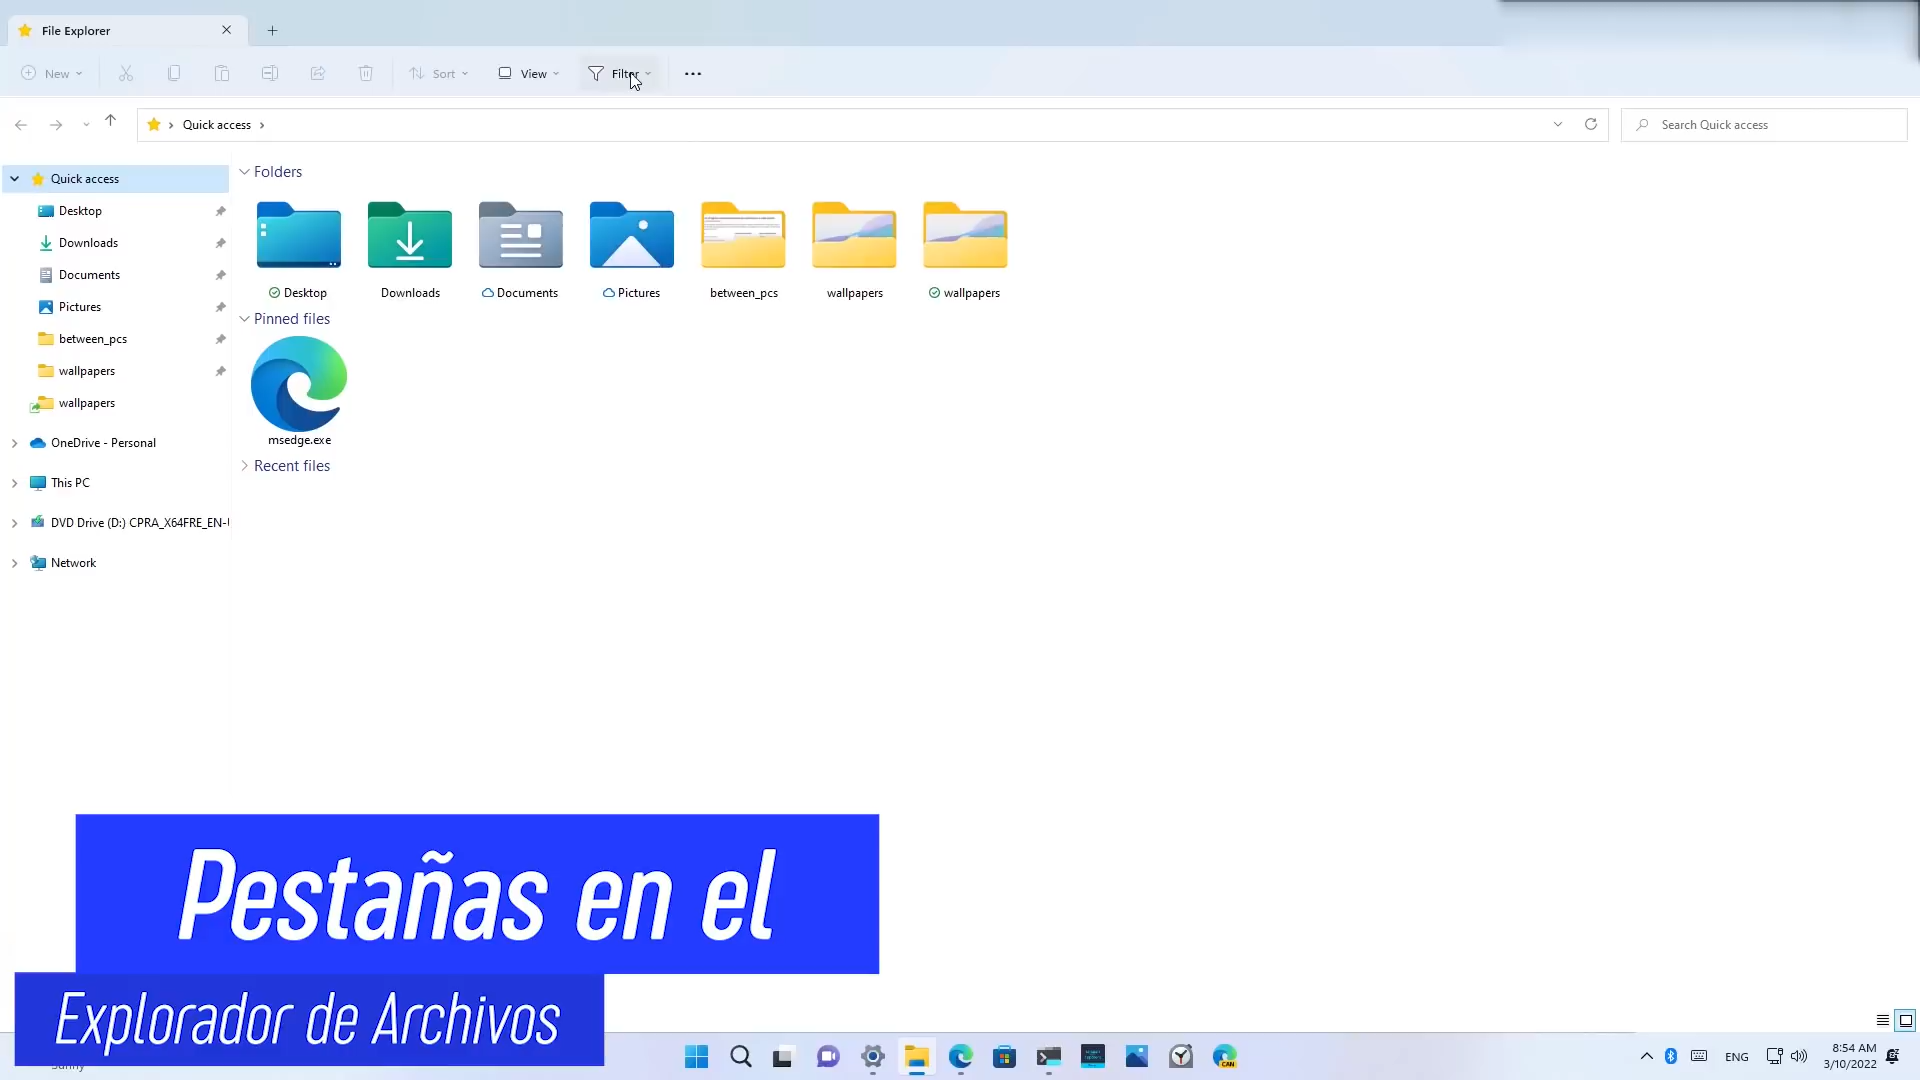 File Explorer
New
Sort
View
Filter
Quick access
Search Quick access
Quick access
Desktop
Downloads
Documents
Pictures
between_pcs
wallpapers
wallpapers
OneDrive - Personal
This PC
DVD Drive (D:) CPRA_X64FRE_EN-U
Network
Folders
Desktop
Downloads
Documents
Pictures
between_pcs
wallpapers
wallpapers
Pinned files
msedge.exe
Recent files
Pestañas en el
Explorador de Archivos
Sunny
CAN
ENG
8:54 AM
3/10/2022